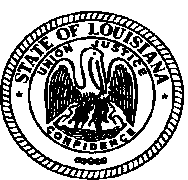 STATE OF LOUISIANA
UNION JUSTICE
CONFIDENCE